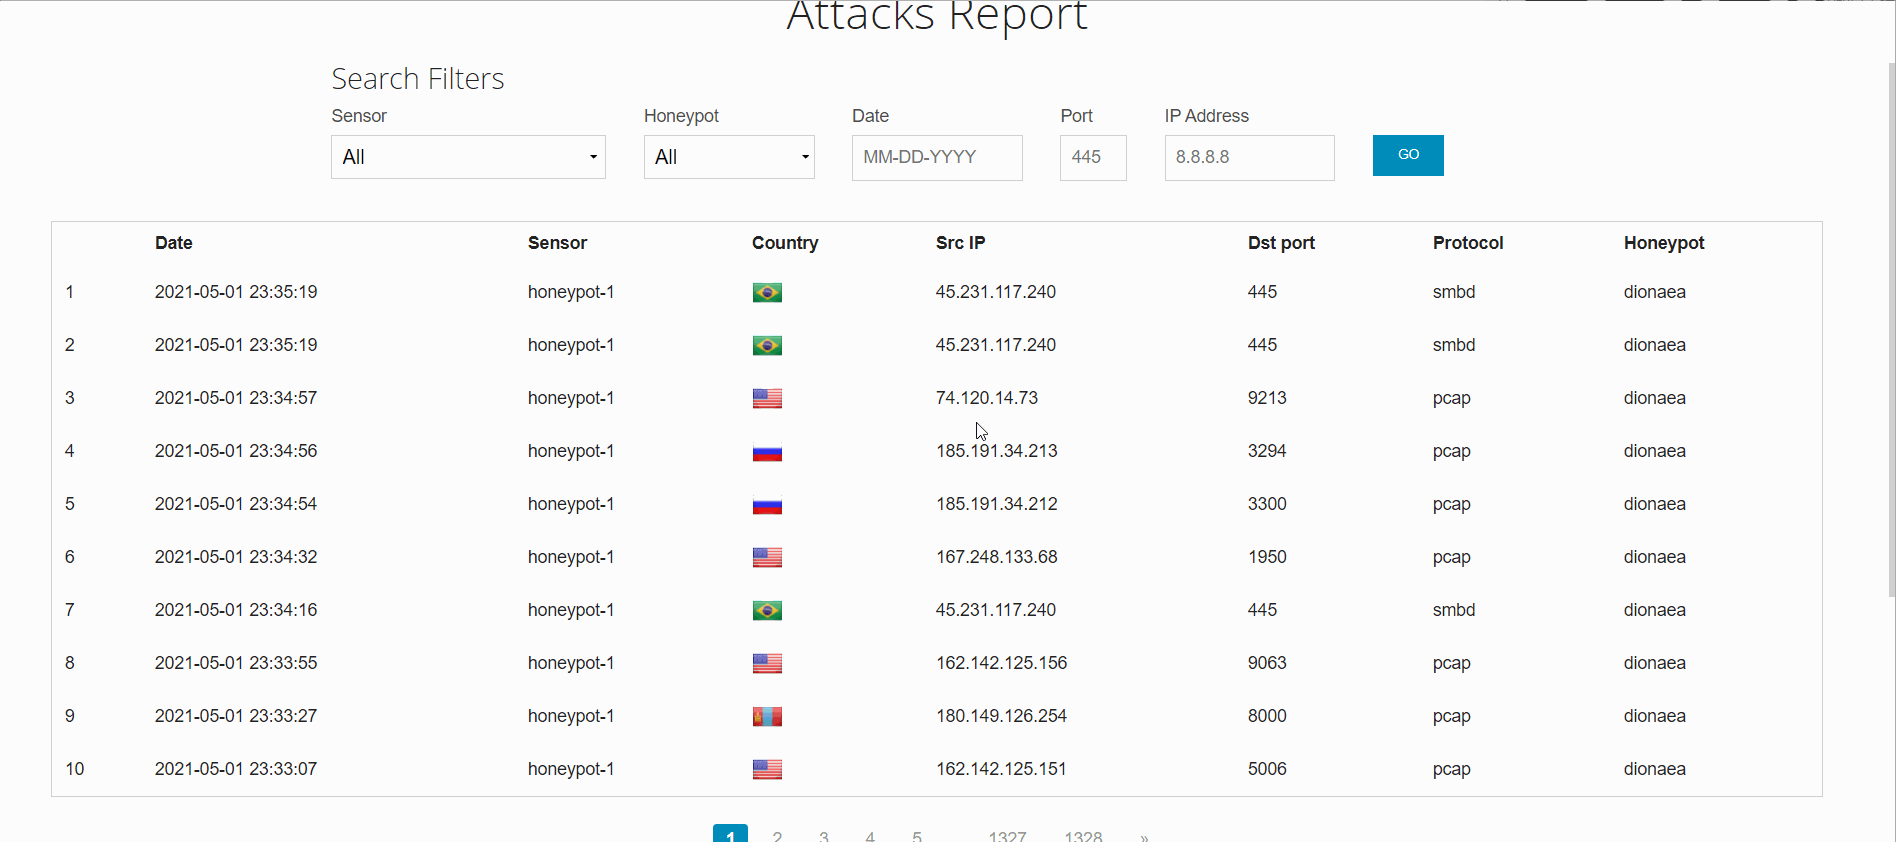 Attacks Report
Search Filters
Sensor Honeypot Date Port IP Address
All All MM-DD-YYYY 445 8.8.8.8 GO
Date Sensor Country Src IP Dst port Protocol Honeypot
1 2021-05-01 23:35:19 honeypot-1 45.231.117.240 445 smbd dionaea
2 2021-05-01 23:35:19 honeypot-1 45.231.117.240 445 smbd dionaea
3 2021-05-01 23:34:57 honeypot-1 74.120.14.73 9213 pcap dionaea
4 2021-05-01 23:34:56 honeypot-1 185.191.34.213 3294 pcap dionaea
5 2021-05-01 23:34:54 honeypot-1 185.191.34.212 3300 pcap dionaea
6 2021-05-01 23:34:32 honeypot-1 167.248.133.68 1950 pcap dionaea
7 2021-05-01 23:34:16 honeypot-1 45.231.117.240 445 smbd dionaea
8 2021-05-01 23:33:55 honeypot-1 162.142.125.156 9063 pcap dionaea
9 2021-05-01 23:33:27 honeypot-1 180.149.126.254 8000 pcap dionaea
10 2021-05-01 23:33:07 honeypot-1 162.142.125.151 5006 pcap dionaea
1 2 3 4 5 1327 1328 »